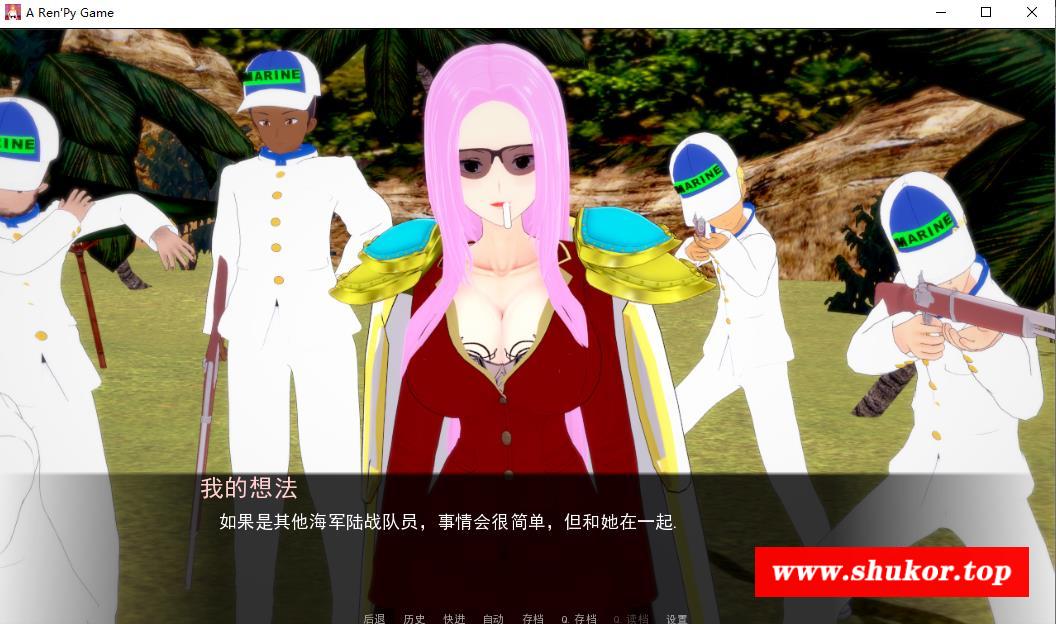 A Ren'Py Game
MARINE
INE
MARINE
MARINE
我的想法
如果是其他海军陆战队员，事情会很简单，但和她在一起.
www.shukor.top
后退 历史 快进 自动 存档 Q.存档 Q.读档 设置